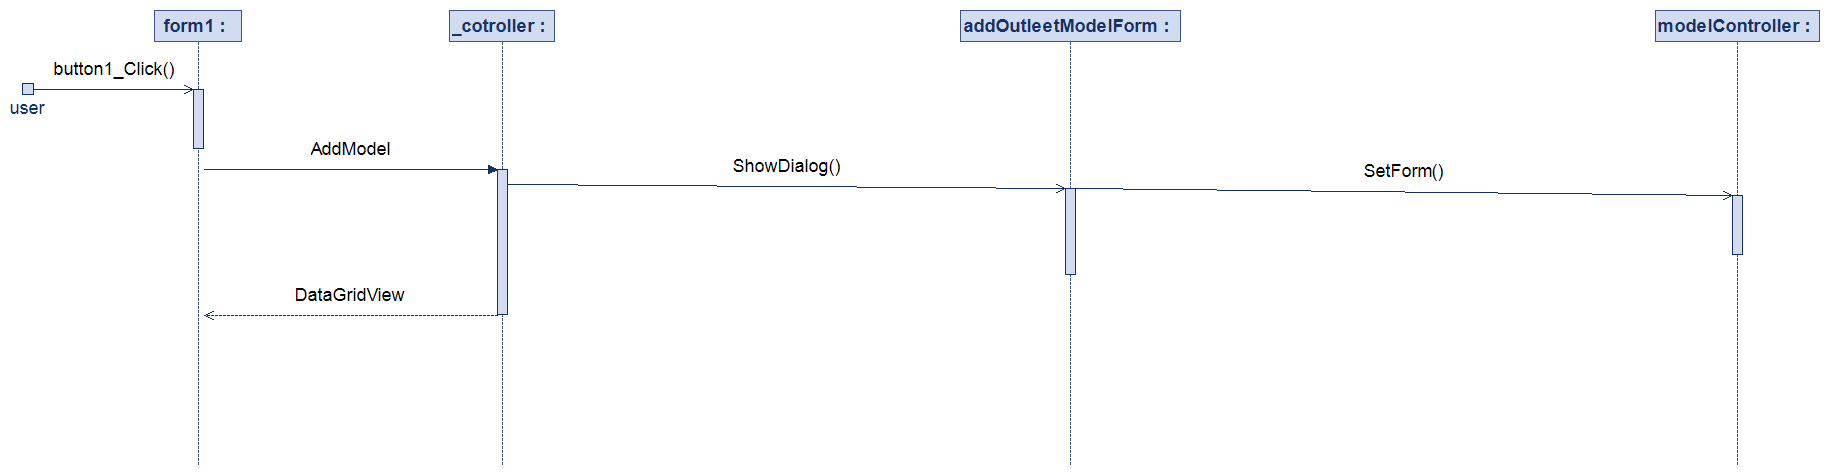 form1 :
_cotroller :
addOutleetModelForm :
modelController :
button1_Click()
user
AddModel
ShowDialog()
SetForm()
DataGridView